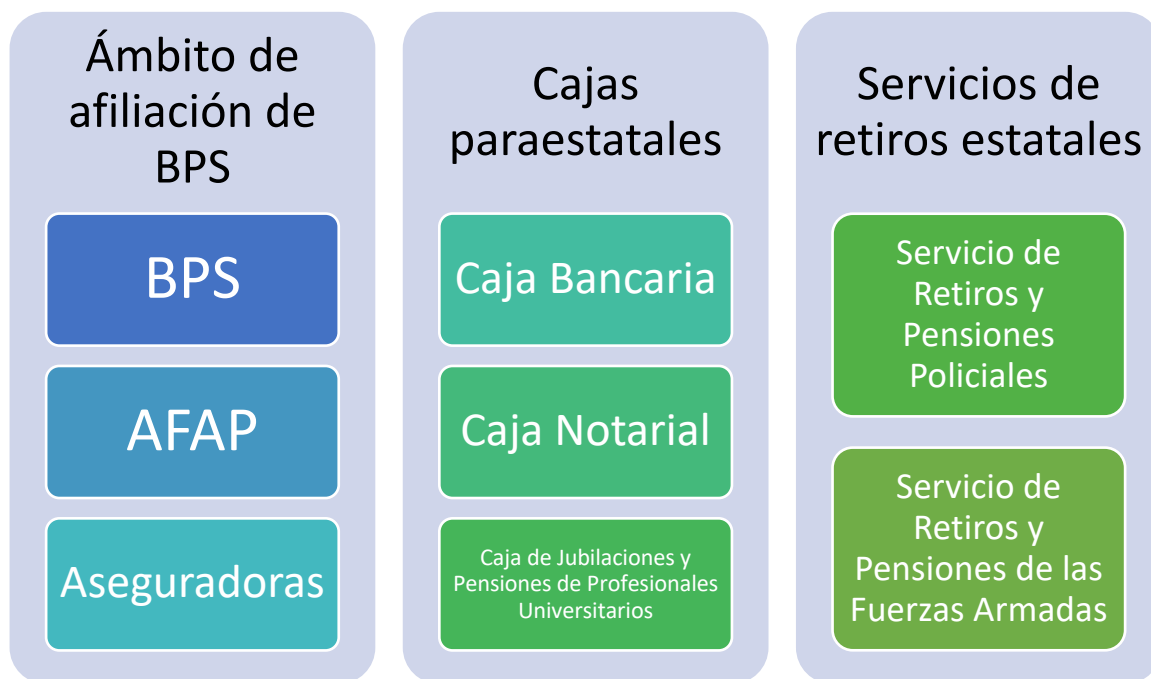 Ámbito de
afiliación de
BPS
BPS
AFAP
Aseguradoras
Cajas
paraestatales
Caja Bancaria
Caja Notarial
Caja de Jubilaciones y
Pensiones de Profesionales
Universitarios
Servicios de
retiros estatales
Servicio de
Retiros y
Pensiones
Policiales
Servicio de
Retiros y
Pensiones de las
Fuerzas Armadas